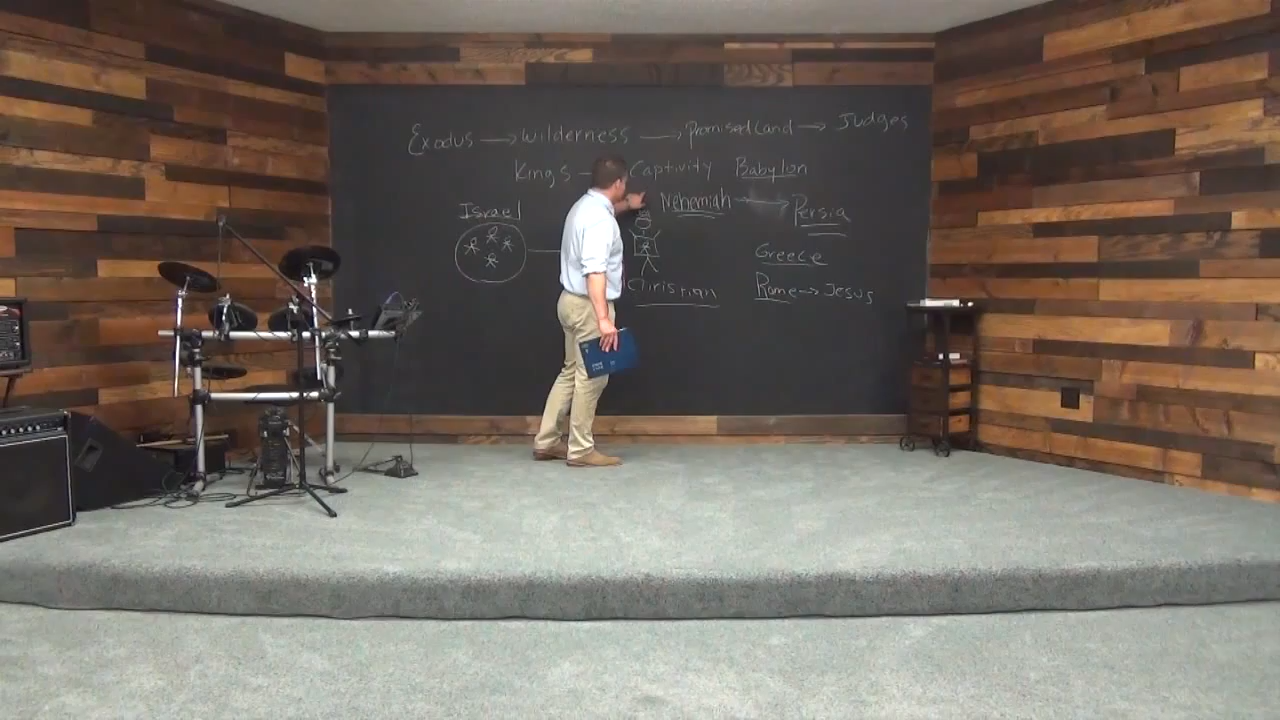 Exodus → Wilderness → Promised Land → Judges
Kings → Captivity Babylon
Nehemiah → Persia
Israel
Greece
Christian
Rome → Jesus